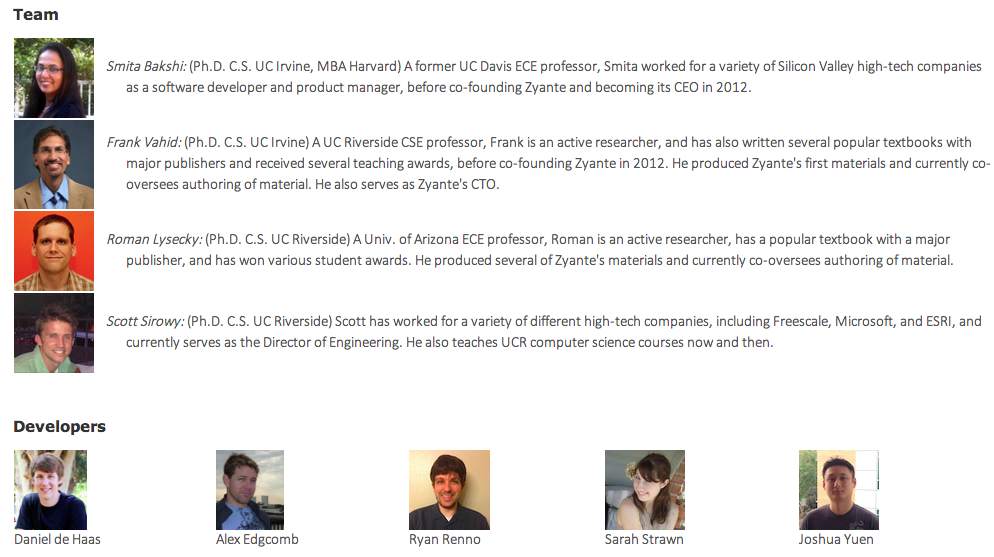 Team
Smita Bakshi: (Ph.D. C.S. UC Irvine, MBA Harvard) A former UC Davis ECE professor, Smita worked for a variety of Silicon Valley high-tech companies
as a software developer and product manager, before co-founding Zyante and becoming its CEO in 2012.
Frank Vahid: (Ph.D. C.S. UC Irvine) A UC Riverside CSE professor, Frank is an active researcher, and has also written several popular textbooks with
major publishers and received several teaching awards, before co-founding Zyante in 2012. He produced Zyante's first materials and currently co-
oversees authoring of material. He also serves as Zyante's CTO.
Roman Lysecky: (Ph.D. C.S. UC Riverside) A Univ. of Arizona ECE professor, Roman is an active researcher, has a popular textbook with a major
publisher, and has won various student awards. He produced several of Zyante's materials and currently co-oversees authoring of material.
Scott Sirowy: (Ph.D. C.S. UC Riverside) Scott has worked for a variety of different high-tech companies, including Freescale, Microsoft, and ESRI, and
currently serves as the Director of Engineering. He also teaches UCR computer science courses now and then.
Developers
Daniel de Haas Alex Edgcomb Ryan Renno Sarah Strawn Joshua Yuen